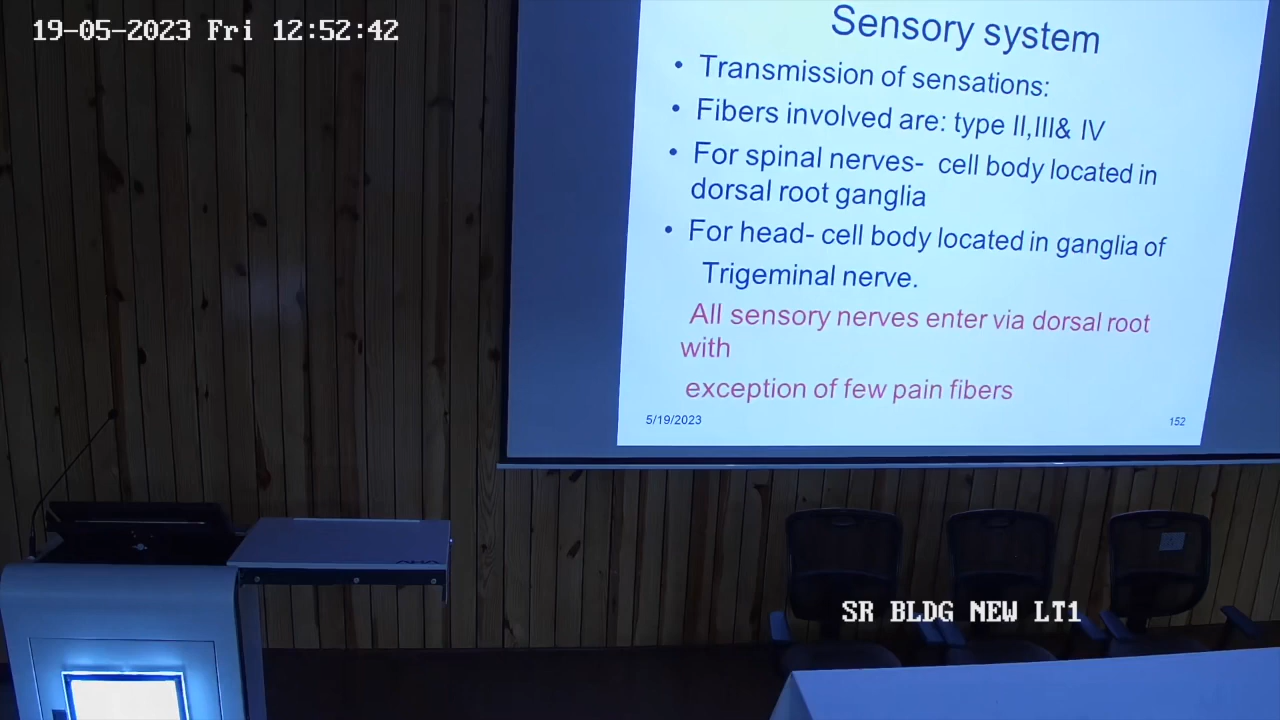 19-05-2023 Fri 12:52:42
Sensory system
• Transmission of sensations:
• Fibers involved are: type II,III& IV
• For spinal nerves- cell body located in
dorsal root ganglia
• For head- cell body located in ganglia of
Trigeminal nerve.
All sensory nerves enter via dorsal root
with
exception of few pain fibers
5/19/2023
152
SR BLDG NEW LT1